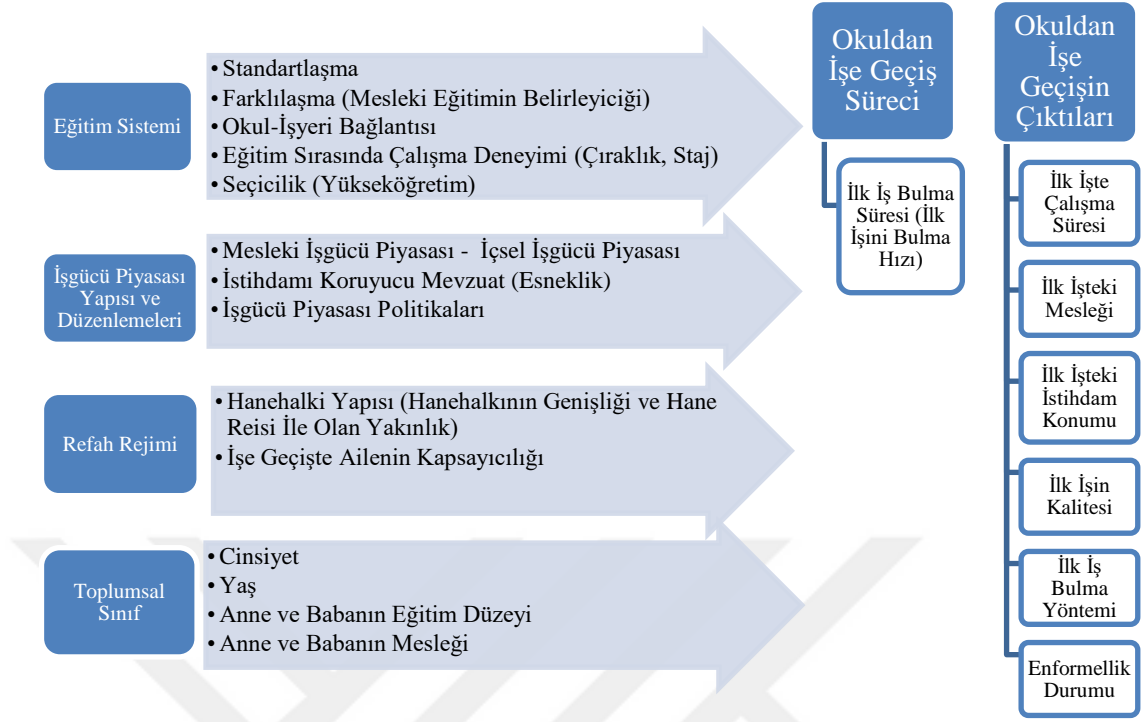 Eğitim Sistemi
• Standartlaşma
• Farklılaşma (Mesleki Eğitimin Belirleyiciği)
• Okul-İşyeri Bağlantısı
• Eğitim Sırasında Çalışma Deneyimi (Çıraklık, Staj)
• Seçicilik (Yükseköğretim)
İşgücü Piyasası
Yapısı ve
Düzenlemeleri
• Mesleki İşgücü Piyasası - İçsel İşgücü Piyasası
• İstihdamı Koruyucu Mevzuat (Esneklik)
• İşgücü Piyasası Politikaları
Refah Rejimi
• Hanehalki Yapısı (Hanehalkının Genişliği ve Hane
Reisi İle Olan Yakınlık)
• İşe Geçişte Ailenin Kapsayıcılığı
Toplumsal
Sınıf
• Cinsiyet
• Yaş
• Anne ve Babanın Eğitim Düzeyi
• Anne ve Babanın Mesleği
Okuldan
İşe Geçiş
Süreci
İlk İş Bulma
Süresi (İlk
İşini Bulma
Hızı)
Okuldan
İşe
Geçişin
Çıktıları
İlk İşte
Çalışma
Süresi
İlk İşteki
Mesleği
İlk İşteki
İstihdam
Konumu
İlk İşin
Kalitesi
İlk İş
Bulma
Yöntemi
Enformellik
Durumu